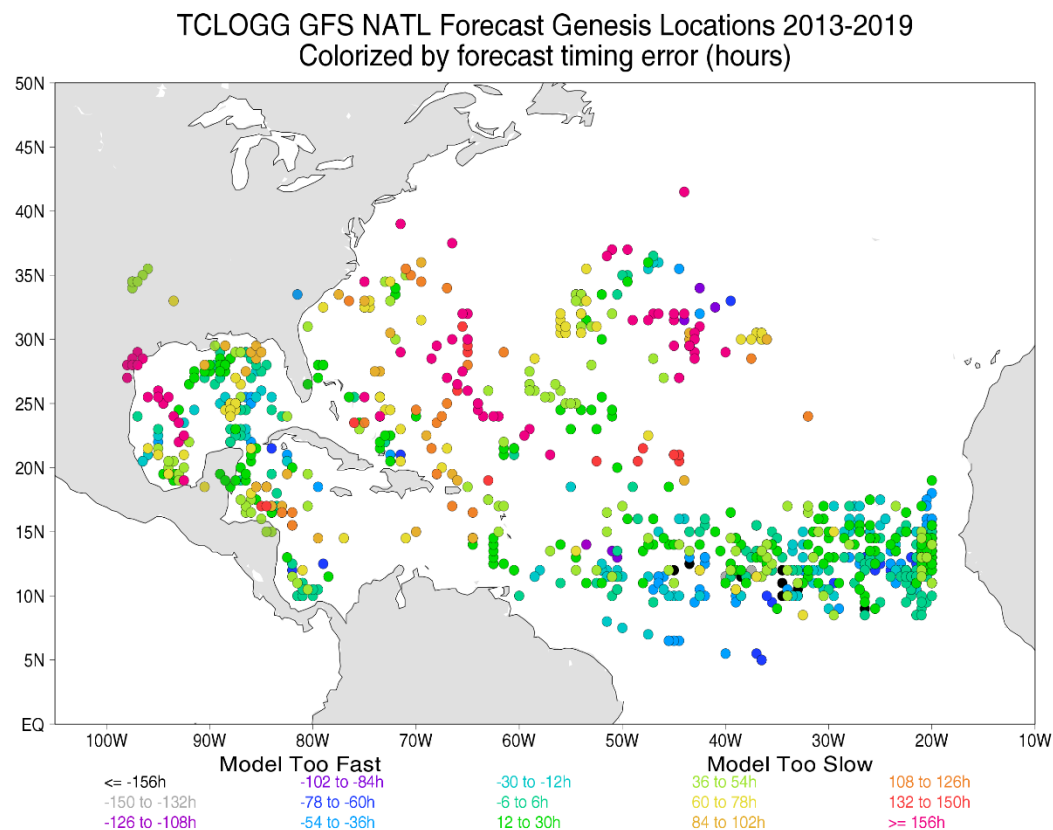 TCLOGG GFS NATL Forecast Genesis Locations 2013-2019
Colorized by forecast timing error (hours)
50N
45N
40N
35N
30N
25N
20N
15N
10N
5N
EQ
100W 90W 80W 70W 60W 50W 40W 30W 20W 10W
Model Too Fast Model Too Slow
<= -156h -102 to -84h -30 to -12h 36 to 54h 108 to 126h
-150 to -132h -78 to -60h -6 to 6h 60 to 78h 132 to 150h
-126 to -108h -54 to -36h 12 to 30h 84 to 102h >= 156h